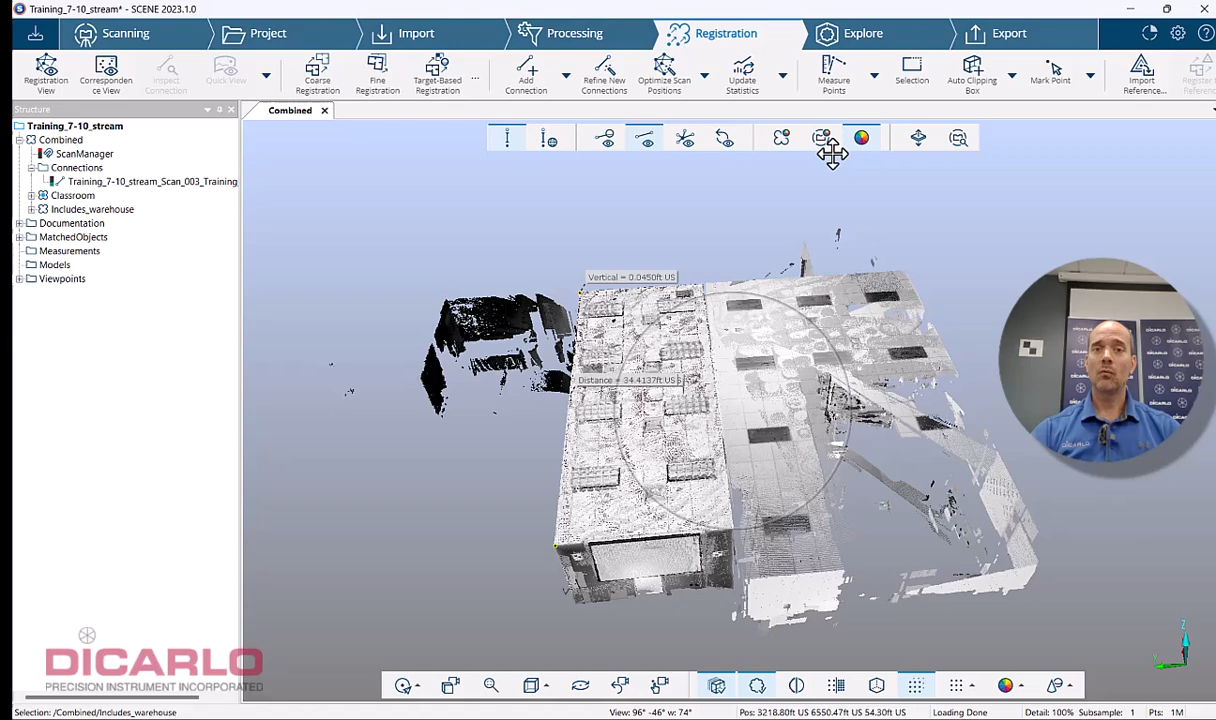 Training_7-10_stream* - SCENE 2023.1.0
Scanning
Project
Import
Processing
Registration
Explore
Export
Registration View
Corresponden View
Inspect Connection
Quick View
Coarse Registration
Fine Registration
Target-Based Registration
...
Add Connection
Refine New Connections
Optimize Scan Positions
Update Statistics
Measure Points
Selection
Auto Clipping Box
Mark Point
Import Reference...
Register
Structure
Combined
Training_7-10_stream
Combined
ScanManager
Connections
Training_7-10_stream_Scan_003_Training
Classroom
Includes_warehouse
Documentation
MatchedObjects
Measurements
Models
Viewpoints
Vertical = 0.0450ft US
Distance = 34.4137ft US
DICARLO
Z
Y
DICARLO
PRECISION INSTRUMENT INCORPORATED
Selection: /Combined/Includes_warehouse
View: 96° -46° w: 74°
Pos: 3218.80ft US 6550.47ft US 54.30ft US
Loading Done
Detail: 100%
Subsample: 1
Pts: 1M